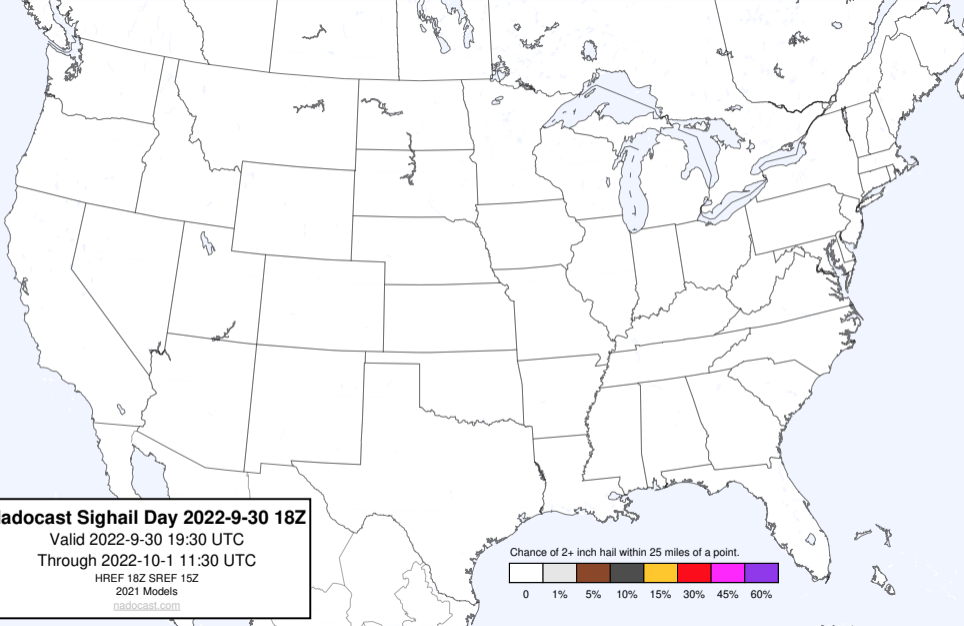 adocast Sighail Day 2022-9-30 18Z
Valid 2022-9-30 19:30 UTC
Through 2022-10-1 11:30 UTC
HREF 18Z SREF 15Z
2021 Models
nadocast.com
Chance of 2+ inch hail within 25 miles of a point.
0 1% 5% 10% 15% 30% 45% 60%